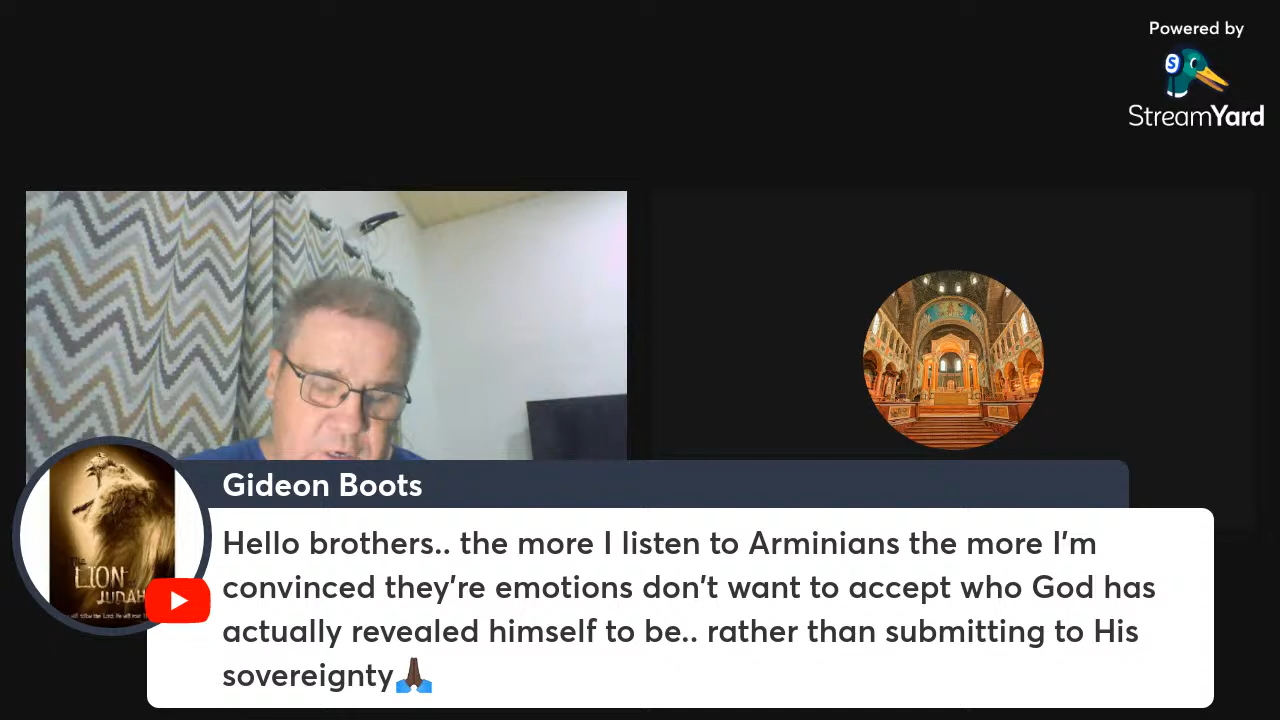 Powered by
S
StreamYard
Gideon Boots
Hello brothers.. the more I listen to Arminians the more I'm
convinced they're emotions don't want to accept who God has
actually revealed himself to be.. rather than submitting to His
sovereignty🙏🏿
THE
LION
JUDAH